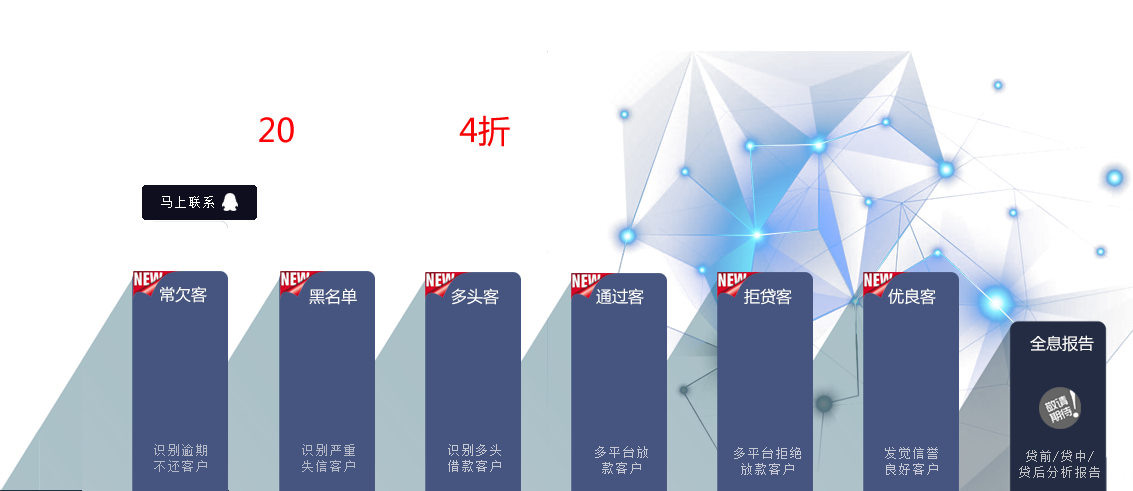 20
4折
马上联系
NEW
常欠客
识别逾期
不还客户
NEW
黑名单
识别严重
失信客户
NEW
多头客
识别多头
借款客户
NEW
通过客
多平台放
款客户
NEW
拒贷客
多平台拒绝
放款客户
NEW
优良客
发觉信誉
良好客户
全息报告
敬请
期待!
贷前/贷中/
贷后分析报告